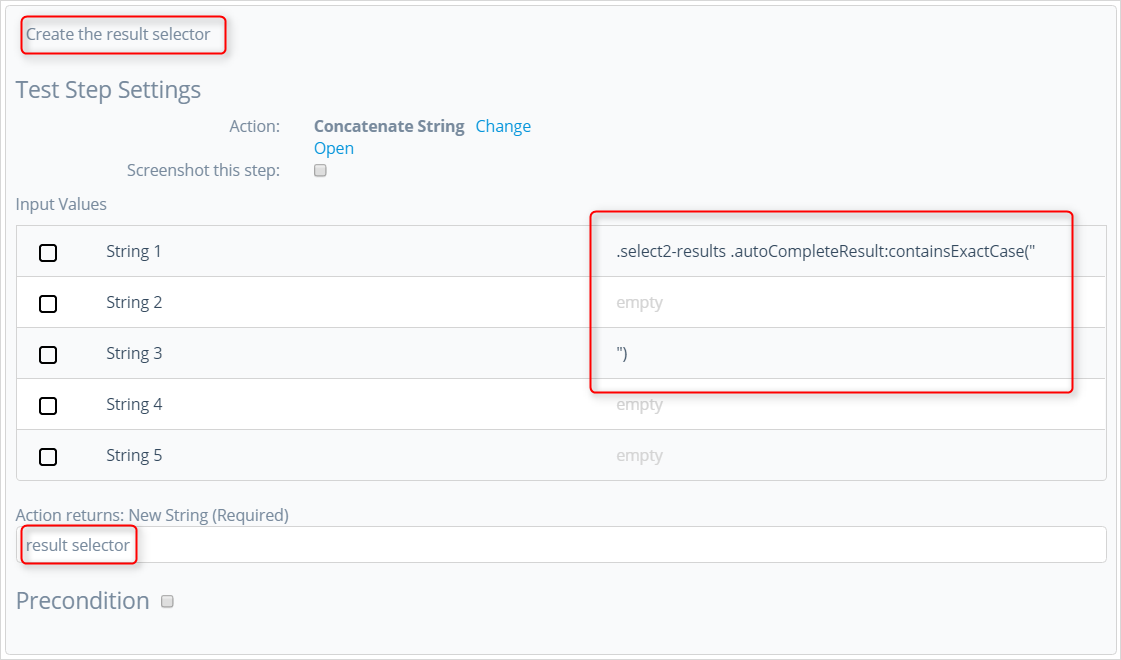 Create the result selector
Test Step Settings
Action: Concatenate String Change
Open
Screenshot this step:
Input Values
String 1 .select2-results .autoCompleteResult:containsExactCase("
String 2 empty
String 3 ")
String 4 empty
String 5 empty
Action returns: New String (Required)
result selector
Precondition